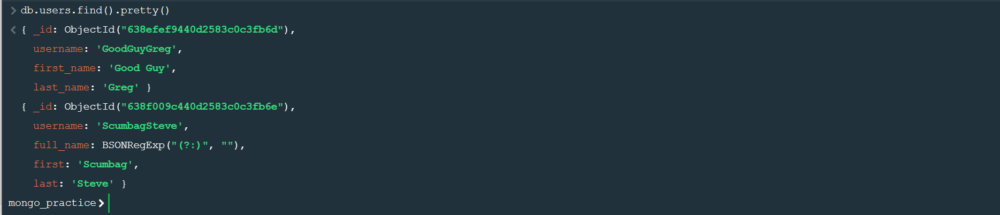 > db.users.find().pretty()
< { _id: ObjectId("638efef9440d2583c0c3fb6d"),
username: 'GoodGuyGreg',
first_name: 'Good Guy',
last_name: 'Greg' }
{ _id: ObjectId("638f009c440d2583c0c3fb6e"),
username: 'ScumbagSteve',
full_name: BSONRegExp("(?:)", ""),
first: 'Scumbag',
last: 'Steve' }
mongo_practice>